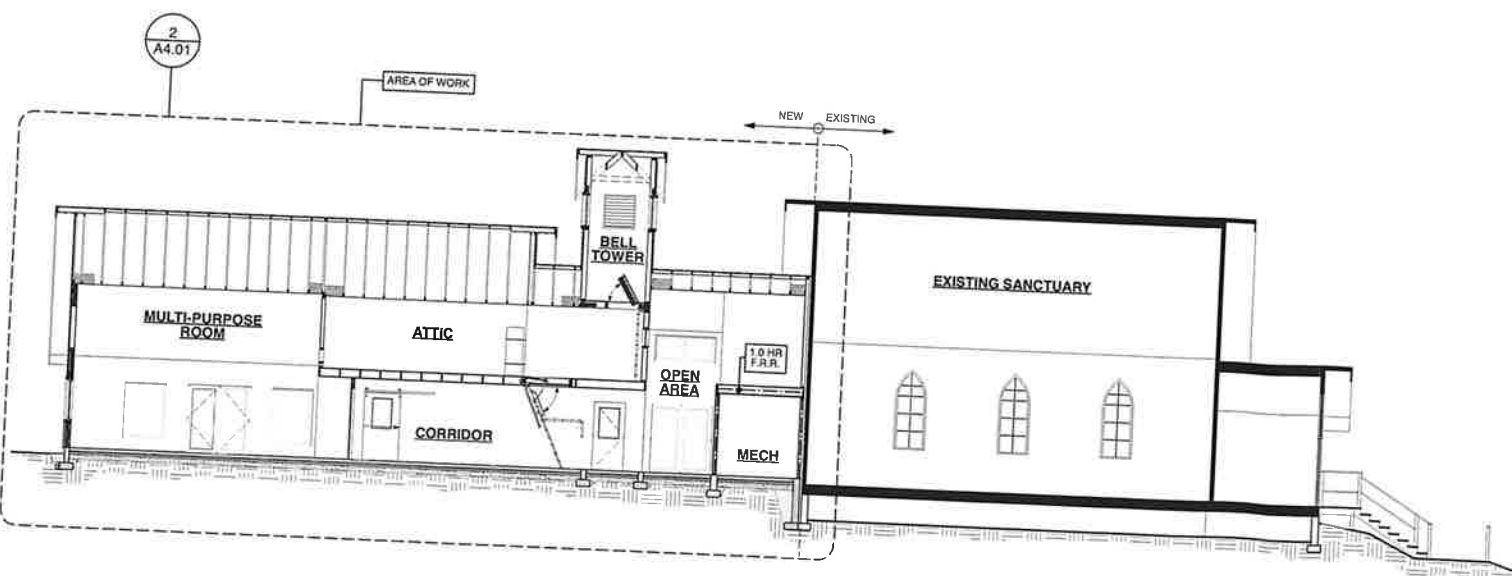 2
A4.01
AREA OF WORK
NEW
EXISTING
BELL
TOWER
EXISTING SANCTUARY
MULTI-PURPOSE
ROOM
ATTIC
1.0 HR
F.R.R.
OPEN
AREA
CORRIDOR
MECH